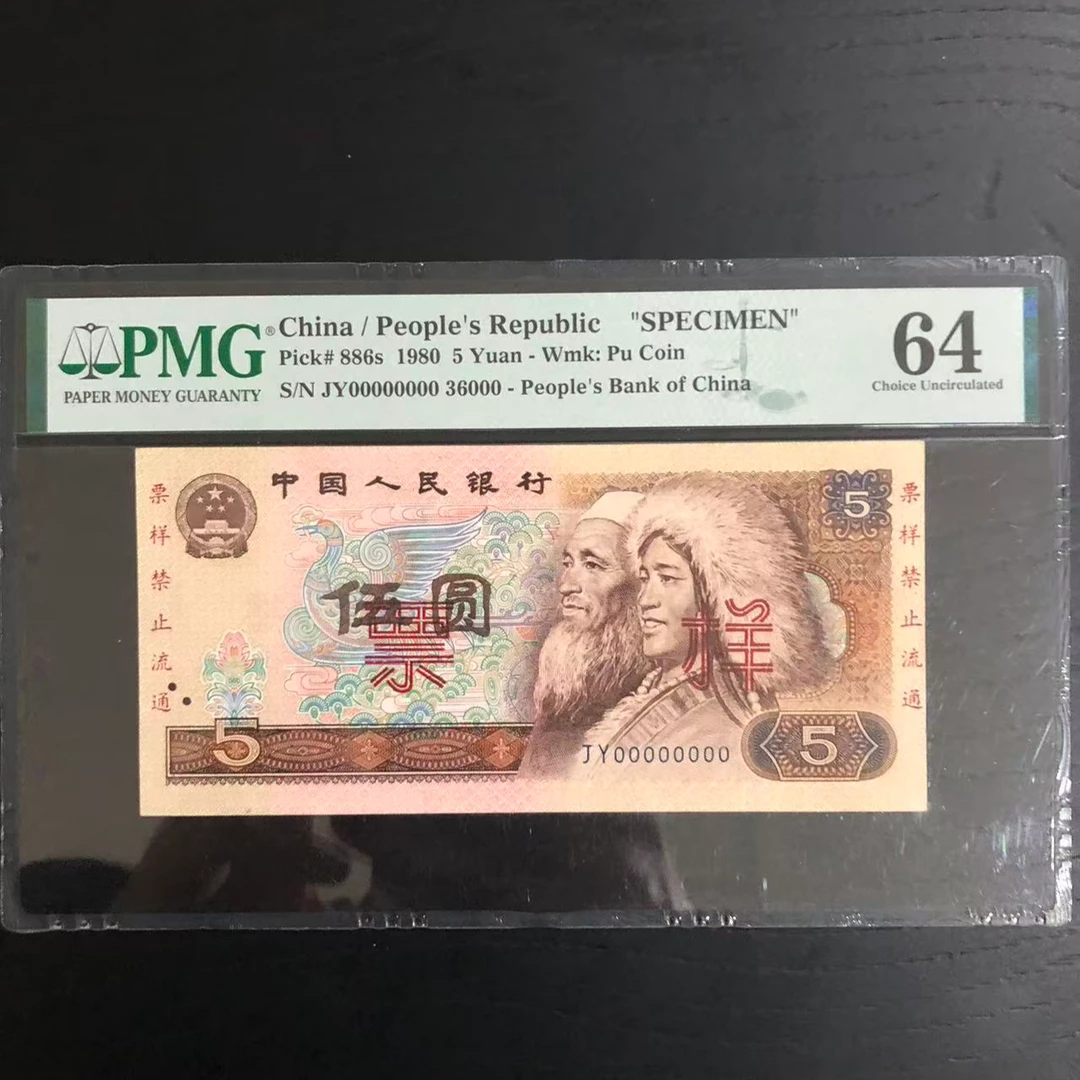 PMG®
PAPER MONEY GUARANTY
China / People's Republic "SPECIMEN"
Pick# 886s 1980 5 Yuan - Wmk: Pu Coin
S/N JY00000000 36000 - People's Bank of China
64
Choice Uncirculated
中国人民银行
5
票样禁止流通
伍圆
票样
票样禁止流通
5
JY00000000
5